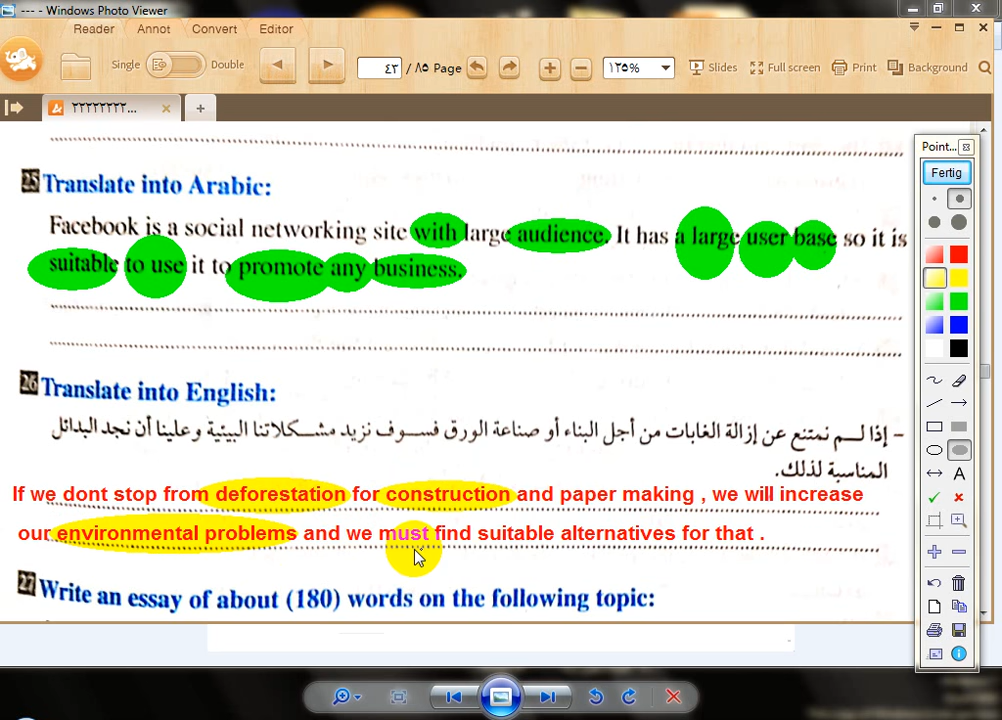 --- - Windows Photo Viewer
Reader Annot Convert Editor
Single Double ٤٣ / ٨٥ Page ١٢٥% Slides Full screen Print Background
٢٢٢٢٢٢٢٢...
Point...
Fertig
25 Translate into Arabic:
Facebook is a social networking site with large audience. It has a large user base so it is
suitable to use it to promote any business.
26 Translate into English:
- إذا لـم نمتنع عن إزالة الغابات من أجل البناء أو صناعة الورق فسـوف نزيد مشـكلاتنا البيئية وعلينا أن نجد البدائل
المناسبة لذلك.
If we dont stop from deforestation for construction and paper making , we will increase
our environmental problems and we must find suitable alternatives for that .
27 Write an essay of about (180) words on the following topic: